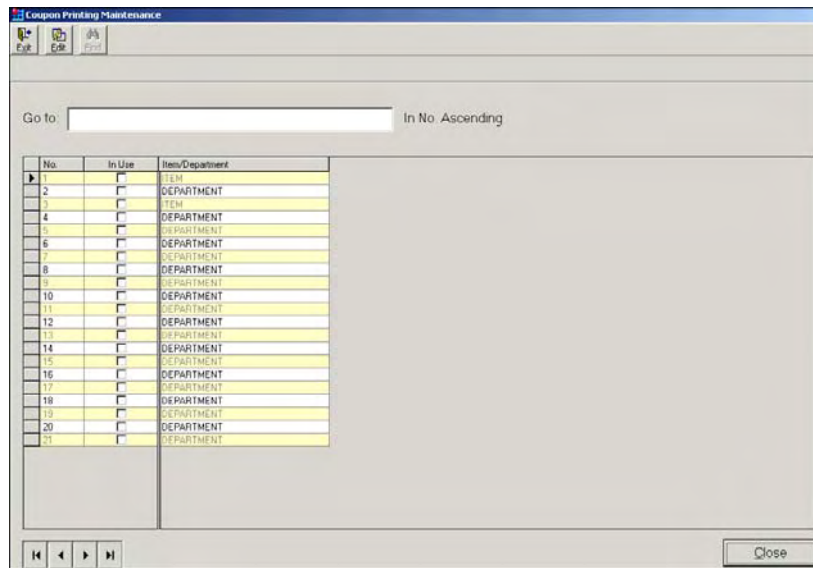 Coupon Printing Maintenance
Exit Edit Find
Go to: In No. Ascending
No. In Use Item/Department
1 ITEM
2 DEPARTMENT
3 ITEM
4 DEPARTMENT
5 DEPARTMENT
6 DEPARTMENT
7 DEPARTMENT
8 DEPARTMENT
9 DEPARTMENT
10 DEPARTMENT
11 DEPARTMENT
12 DEPARTMENT
13 DEPARTMENT
14 DEPARTMENT
15 DEPARTMENT
16 DEPARTMENT
17 DEPARTMENT
18 DEPARTMENT
19 DEPARTMENT
20 DEPARTMENT
21 DEPARTMENT
Close